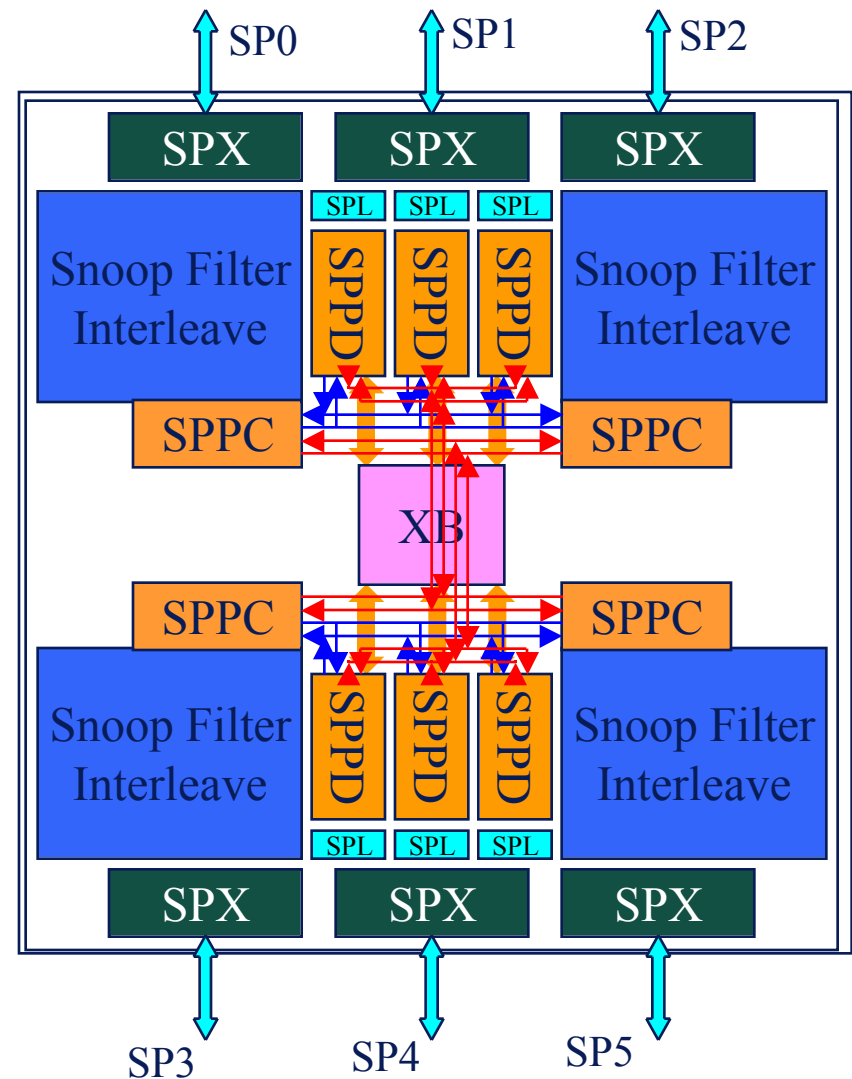 SP0
SP1
SP2
SPX
SPX
SPX
SPL
SPL
SPL
Snoop Filter
Interleave
SPPD
SPPD
SPPD
Snoop Filter
Interleave
SPPC
SPPC
XB
SPPC
SPPC
Snoop Filter
Interleave
SPPD
SPPD
SPPD
Snoop Filter
Interleave
SPL
SPL
SPL
SPX
SPX
SPX
SP3
SP4
SP5